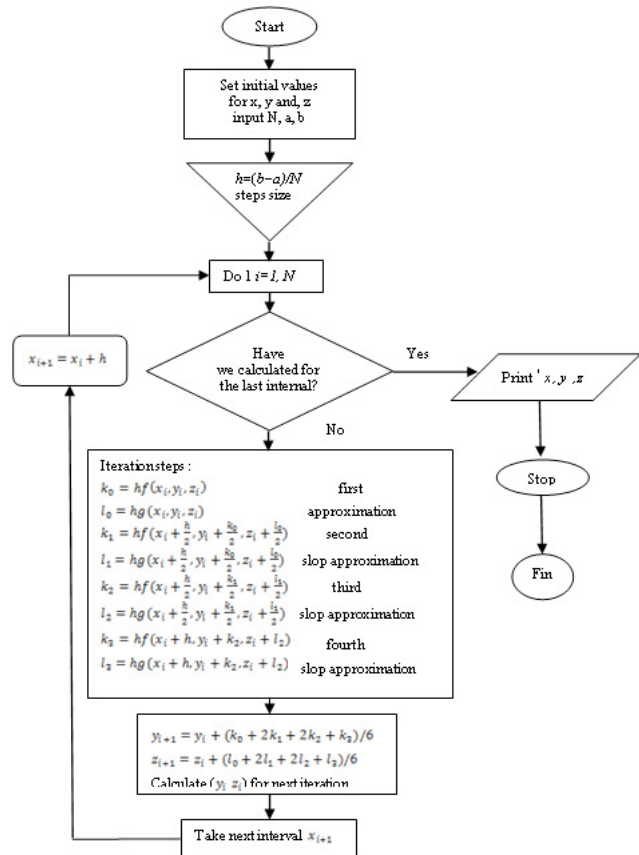 Start
Set initial values
for x, y and, z
input N, a, b
h=(b−a)/N
steps size
Do 1 i=1, N
x_{i+1} = x_i + h
Have
we calculated for
the last internal?
Yes
Print ' x, y ,z
No
Stop
Fin
Iteration steps :
k_0 = hf(x_i, y_i, z_i) first
l_0 = hg(x_i, y_i, z_i) approximation
k_1 = hf(x_i + h/2, y_i + k_0/2, z_i + l_0/2) second
l_1 = hg(x_i + h/2, y_i + k_0/2, z_i + l_0/2) slop approximation
k_2 = hf(x_i + h/2, y_i + k_1/2, z_i + l_1/2) third
l_2 = hg(x_i + h/2, y_i + k_1/2, z_i + l_1/2) slop approximation
k_3 = hf(x_i + h, y_i + k_2, z_i + l_2) fourth
l_3 = hg(x_i + h, y_i + k_2, z_i + l_2) slop approximation
y_{i+1} = y_i + (k_0 + 2k_1 + 2k_2 + k_3)/6
z_{i+1} = z_i + (l_0 + 2l_1 + 2l_2 + l_3)/6
Calculate (y_i z_i) for next iteration
Take next interval x_{i+1}